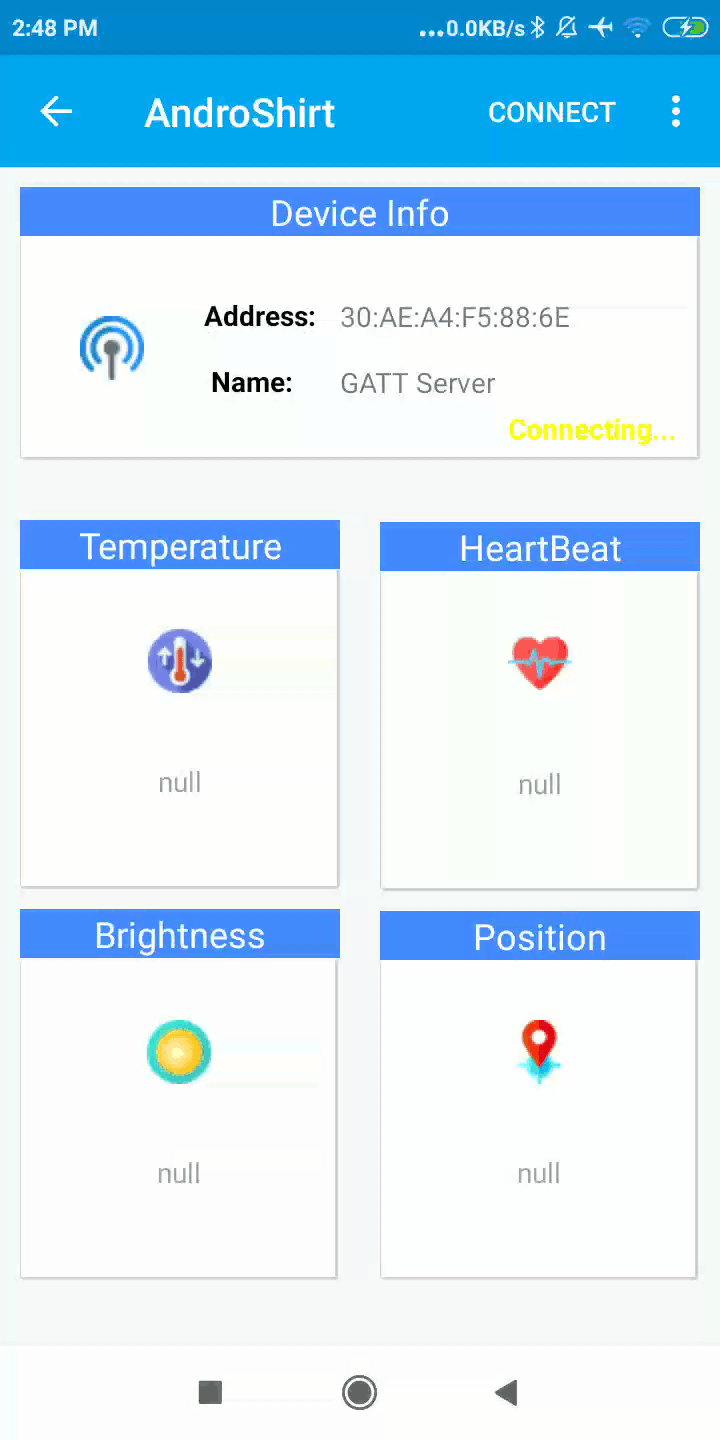 2:48 PM ...0.0KB/s
AndroShirt CONNECT
Device Info
Address: 30:AE:A4:F5:88:6E
Name: GATT Server
Connecting...
Temperature HeartBeat
null null
Brightness Position
null null